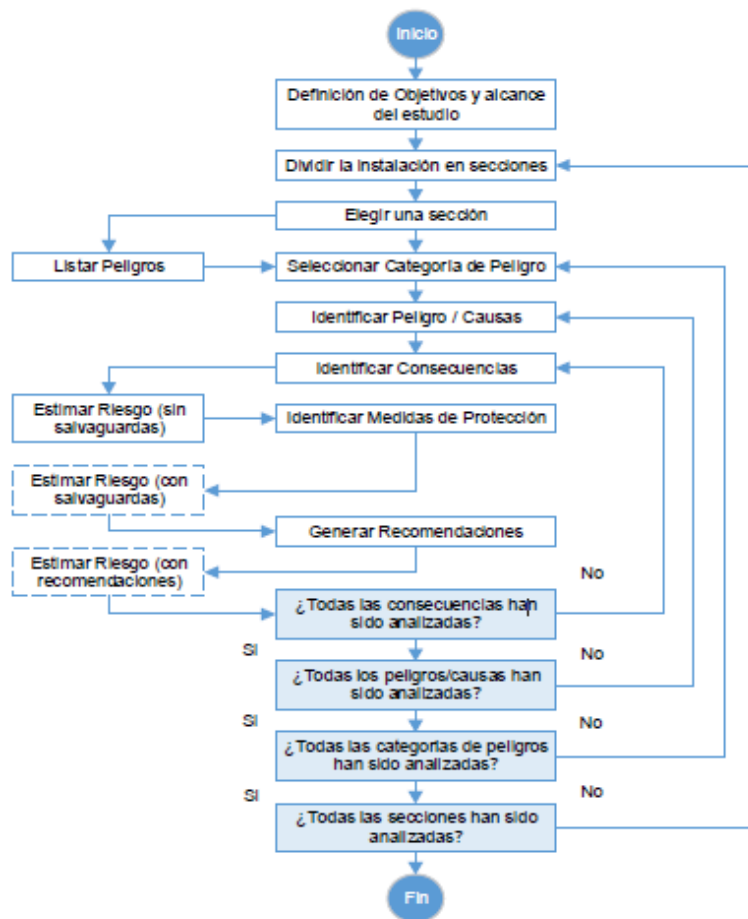 Inicio
Definición de Objetivos y alcance
del estudio
Dividir la instalación en secciones
Elegir una sección
Listar Peligros
Seleccionar Categoría de Peligro
Identificar Peligro / Causas
Identificar Consecuencias
Estimar Riesgo (sin
salvaguardas)
Identificar Medidas de Protección
Estimar Riesgo (con
salvaguardas)
Generar Recomendaciones
Estimar Riesgo (con
recomendaciones)
No
¿Todas las consecuencias han
sido analizadas?
Si
No
¿Todas los peligros/causas han
sido analizadas?
Si
No
¿Todas las categorías de peligros
han sido analizadas?
Si
No
¿Todas las secciones han sido
analizadas?
Fin